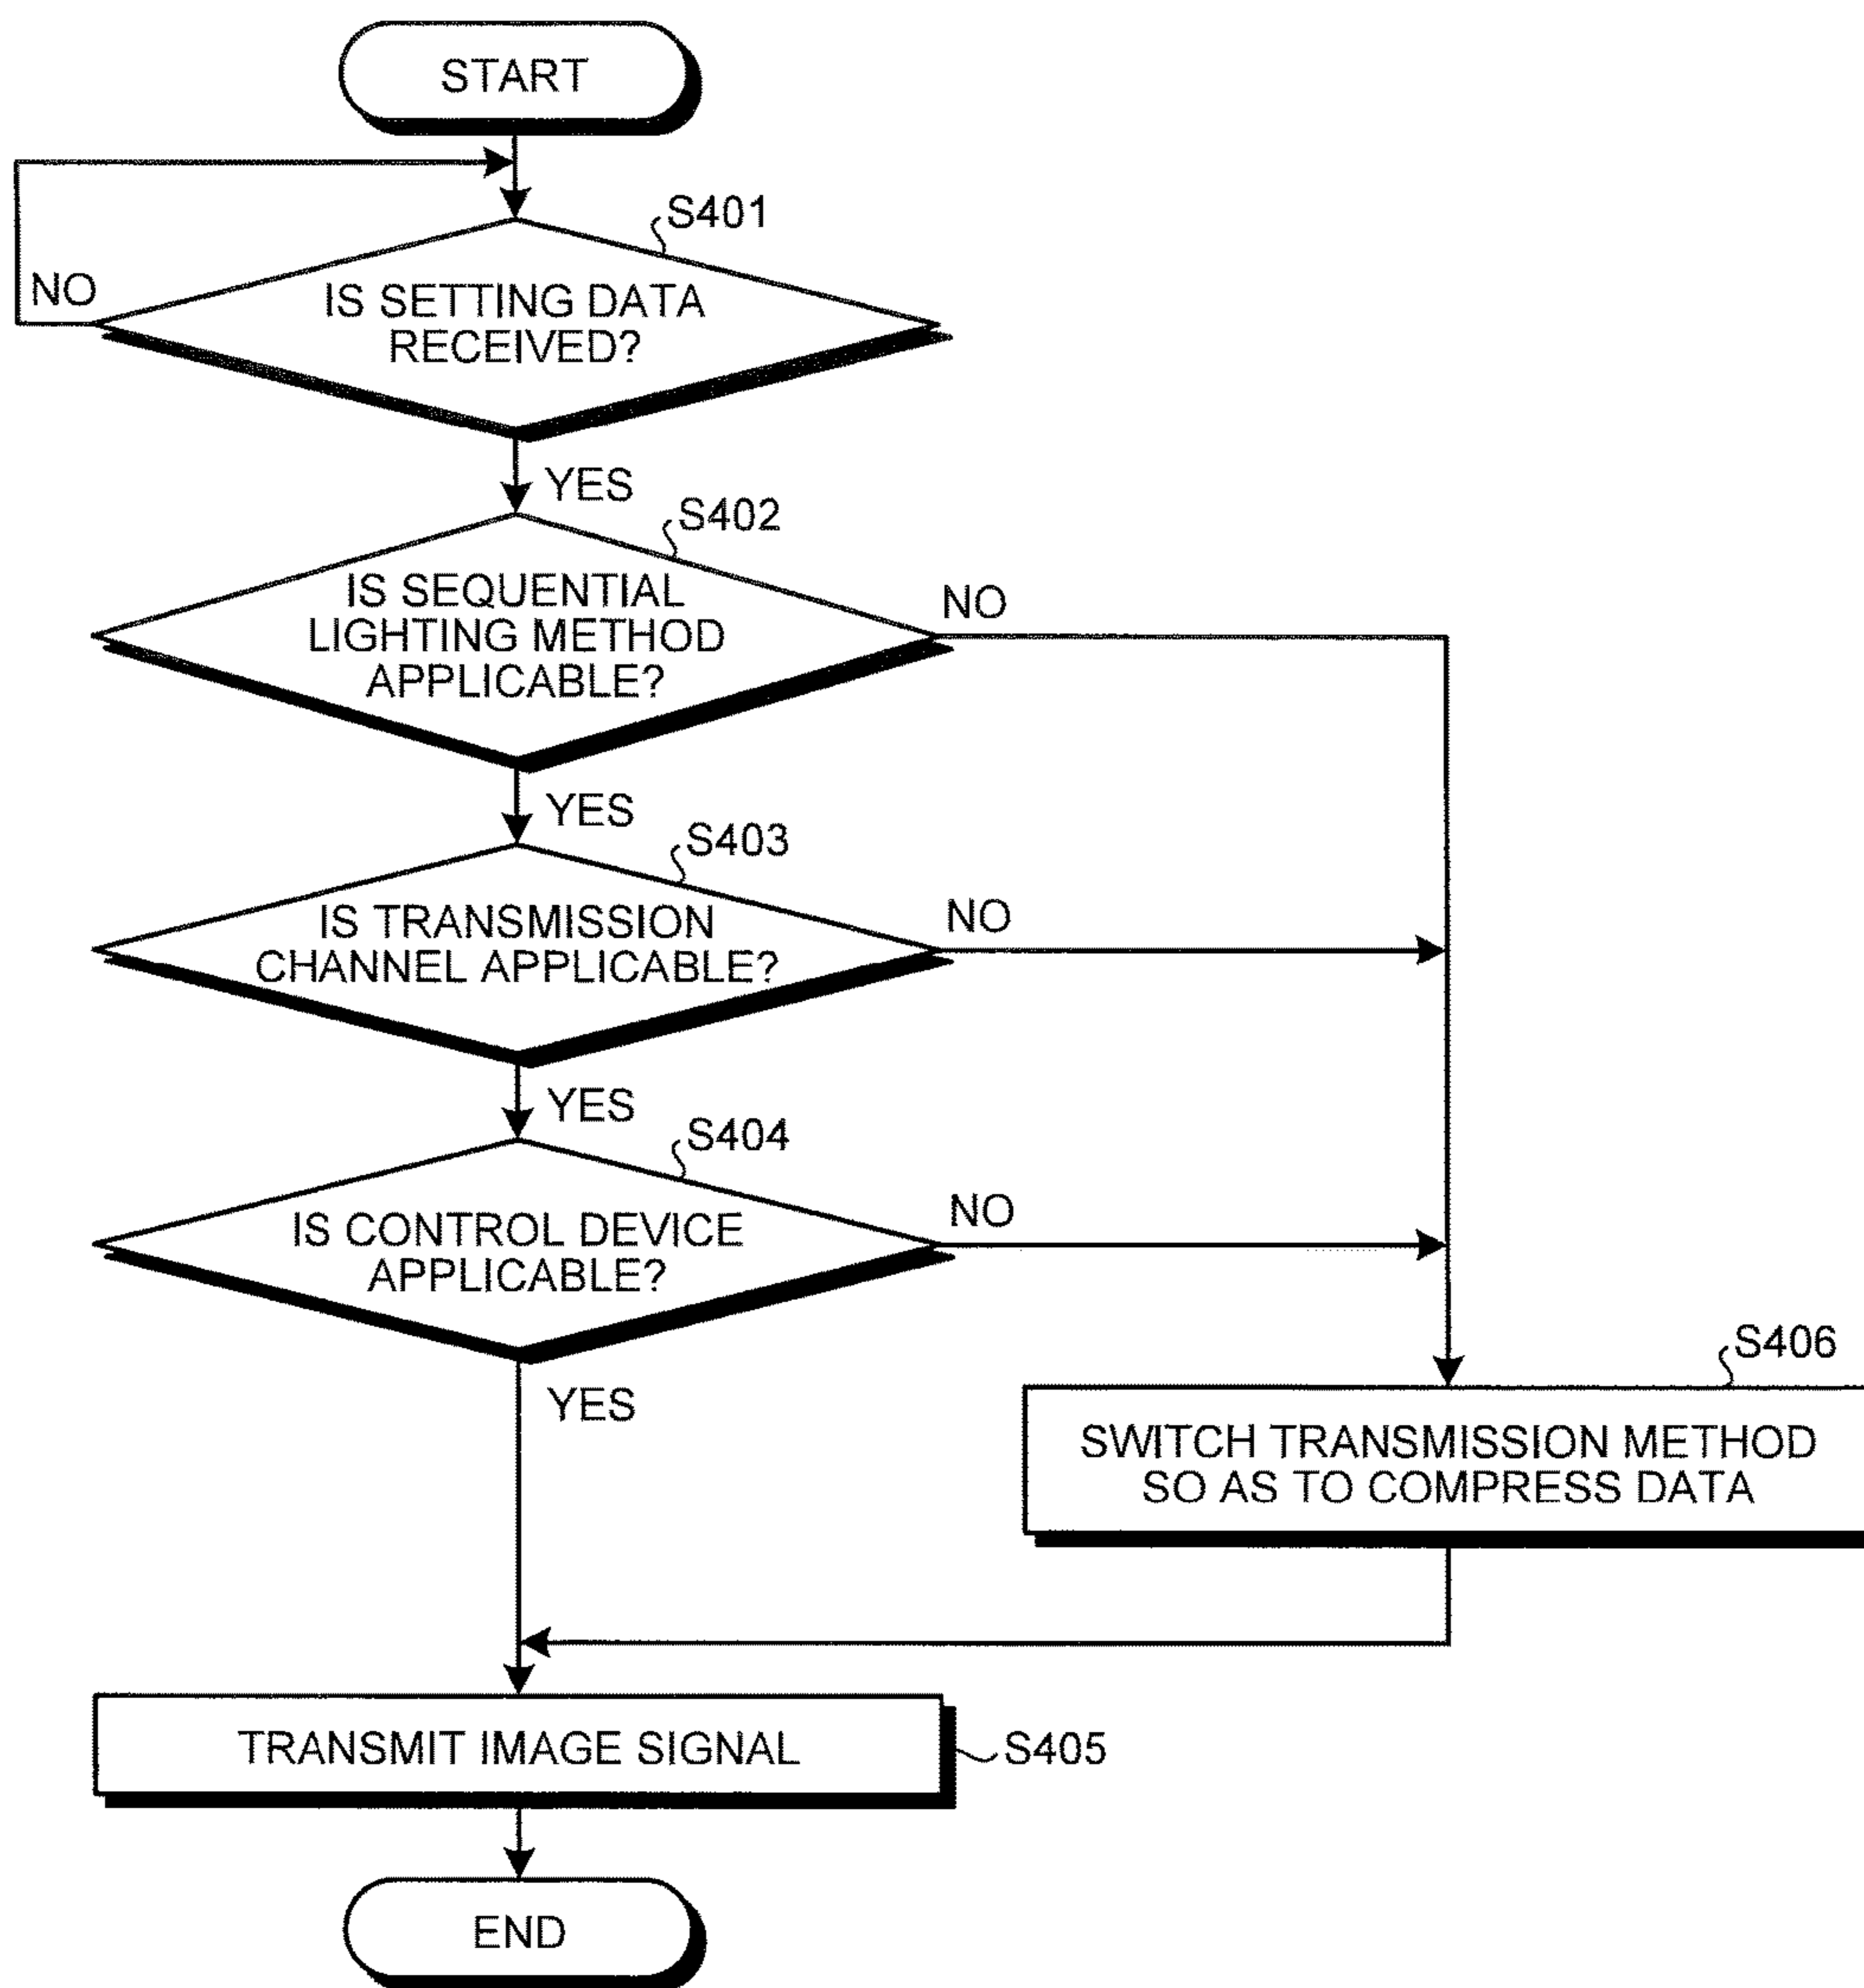 START
S401
NO
IS SETTING DATA
RECEIVED?
YES
S402
IS SEQUENTIAL
LIGHTING METHOD
APPLICABLE?
NO
YES
S403
IS TRANSMISSION
CHANNEL APPLICABLE?
NO
YES
S404
IS CONTROL DEVICE
APPLICABLE?
NO
YES
S406
SWITCH TRANSMISSION METHOD
SO AS TO COMPRESS DATA
TRANSMIT IMAGE SIGNAL
S405
END